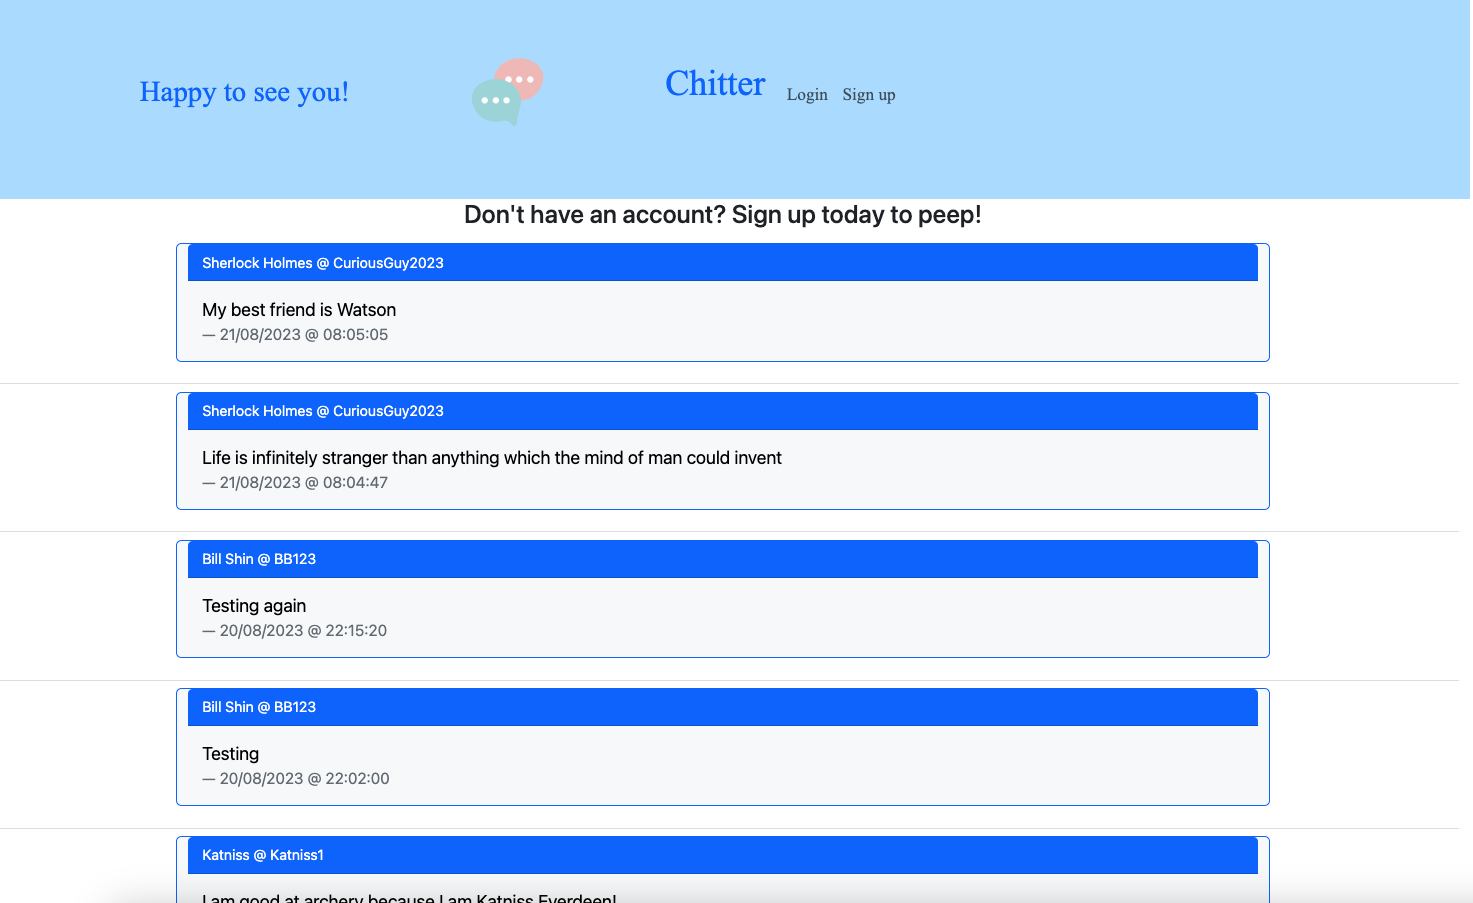 Happy to see you!
Chitter
Login Sign up
Don't have an account? Sign up today to peep!
Sherlock Holmes @ CuriousGuy2023
My best friend is Watson
— 21/08/2023 @ 08:05:05
Sherlock Holmes @ CuriousGuy2023
Life is infinitely stranger than anything which the mind of man could invent
— 21/08/2023 @ 08:04:47
Bill Shin @ BB123
Testing again
— 20/08/2023 @ 22:15:20
Bill Shin @ BB123
Testing
— 20/08/2023 @ 22:02:00
Katniss @ Katniss1
I am good at archery because I am Katniss Everdeen!